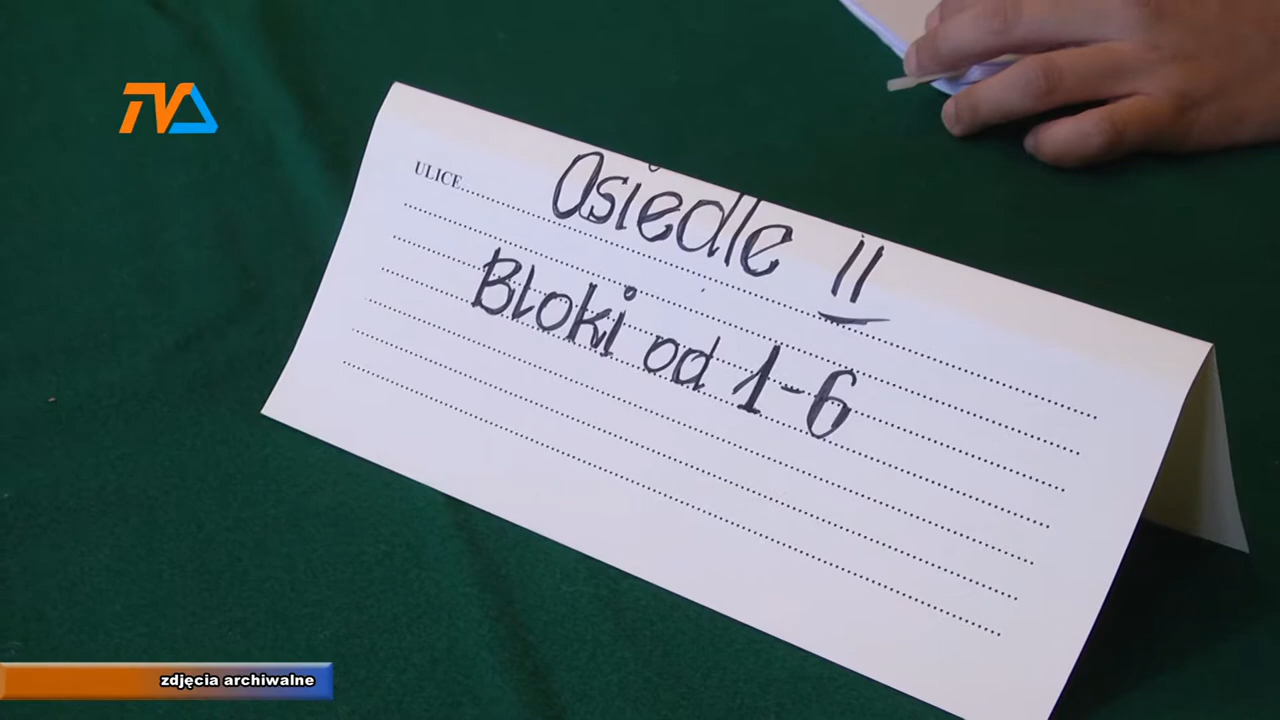 TVA
ULICE..........
Osiedle II
Bloki od 1-6
zdjęcia archiwalne